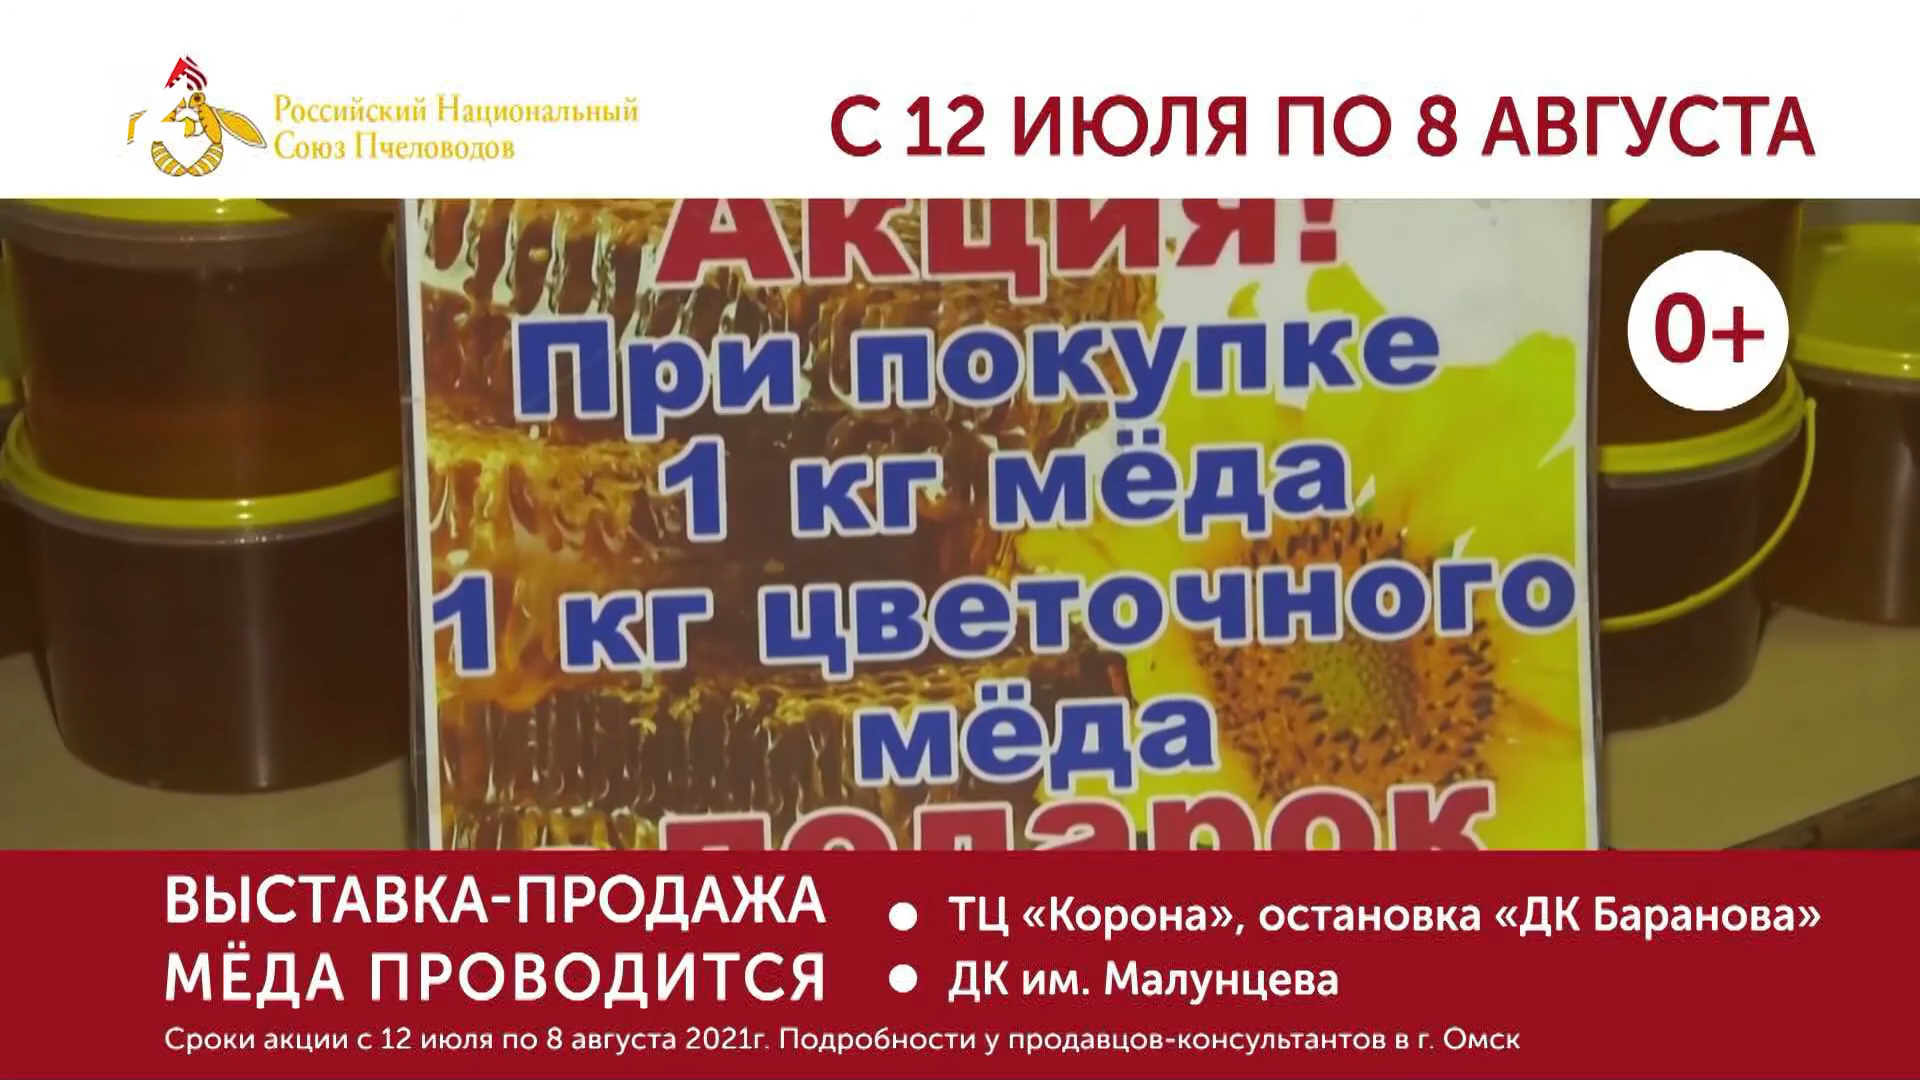 Российский Национальный
Союз Пчеловодов
С 12 ИЮЛЯ ПО 8 АВГУСТА
Акция!
0+
При покупке
1 кг мёда
1 кг цветочного
мёда
подарок
ВЫСТАВКА-ПРОДАЖА
МЁДА ПРОВОДИТСЯ
ТЦ «Корона», остановка «ДК Баранова»
ДК им. Малунцева
Сроки акции с 12 июля по 8 августа 2021г. Подробности у продавцов-консультантов в г. Омск